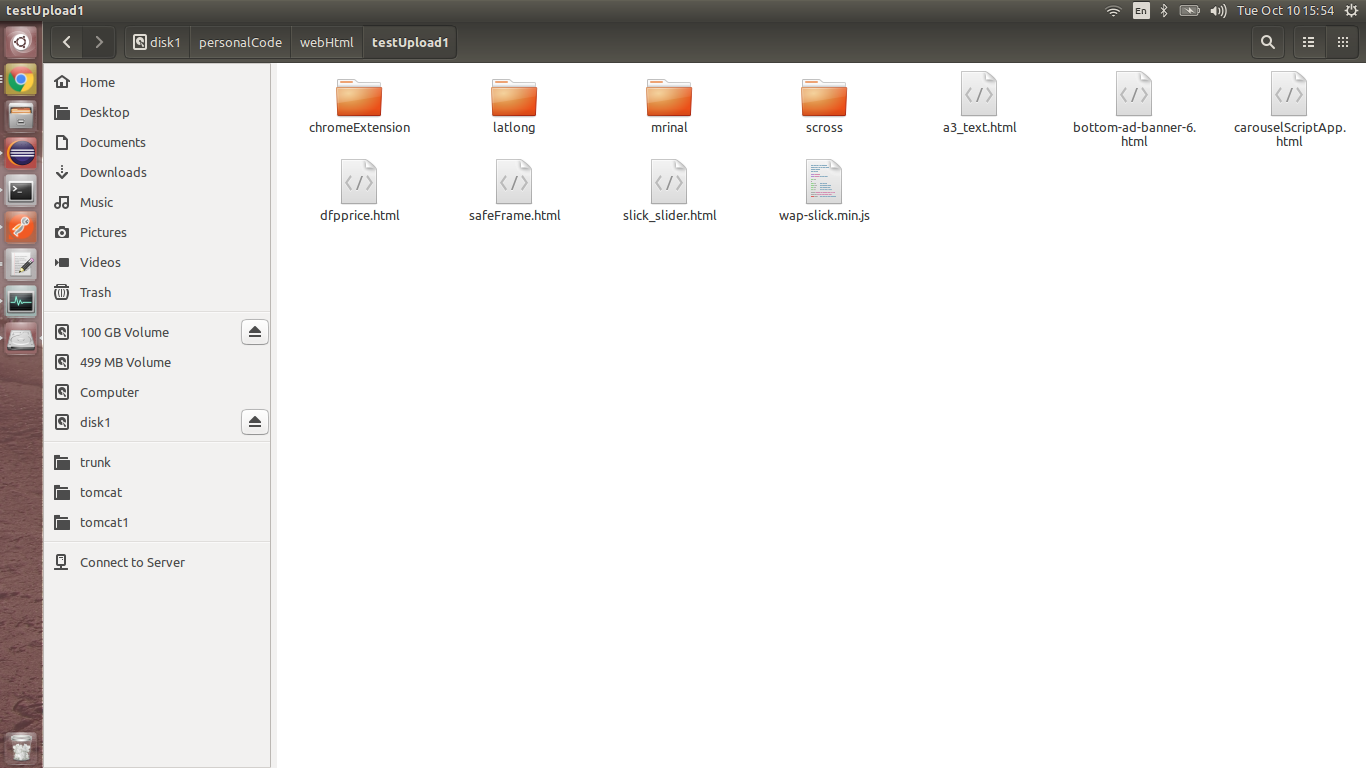 testUpload1
En
Tue Oct 10 15:54
disk1
personalCode
webHtml
testUpload1
Home
Desktop
Documents
Downloads
Music
Pictures
Videos
Trash
100 GB Volume
499 MB Volume
Computer
disk1
trunk
tomcat
tomcat1
Connect to Server
chromeExtension
latlong
mrinal
scross
a3_text.html
bottom-ad-banner-6.
html
carouselScriptApp.
html
dfpprice.html
safeFrame.html
slick_slider.html
wap-slick.min.js